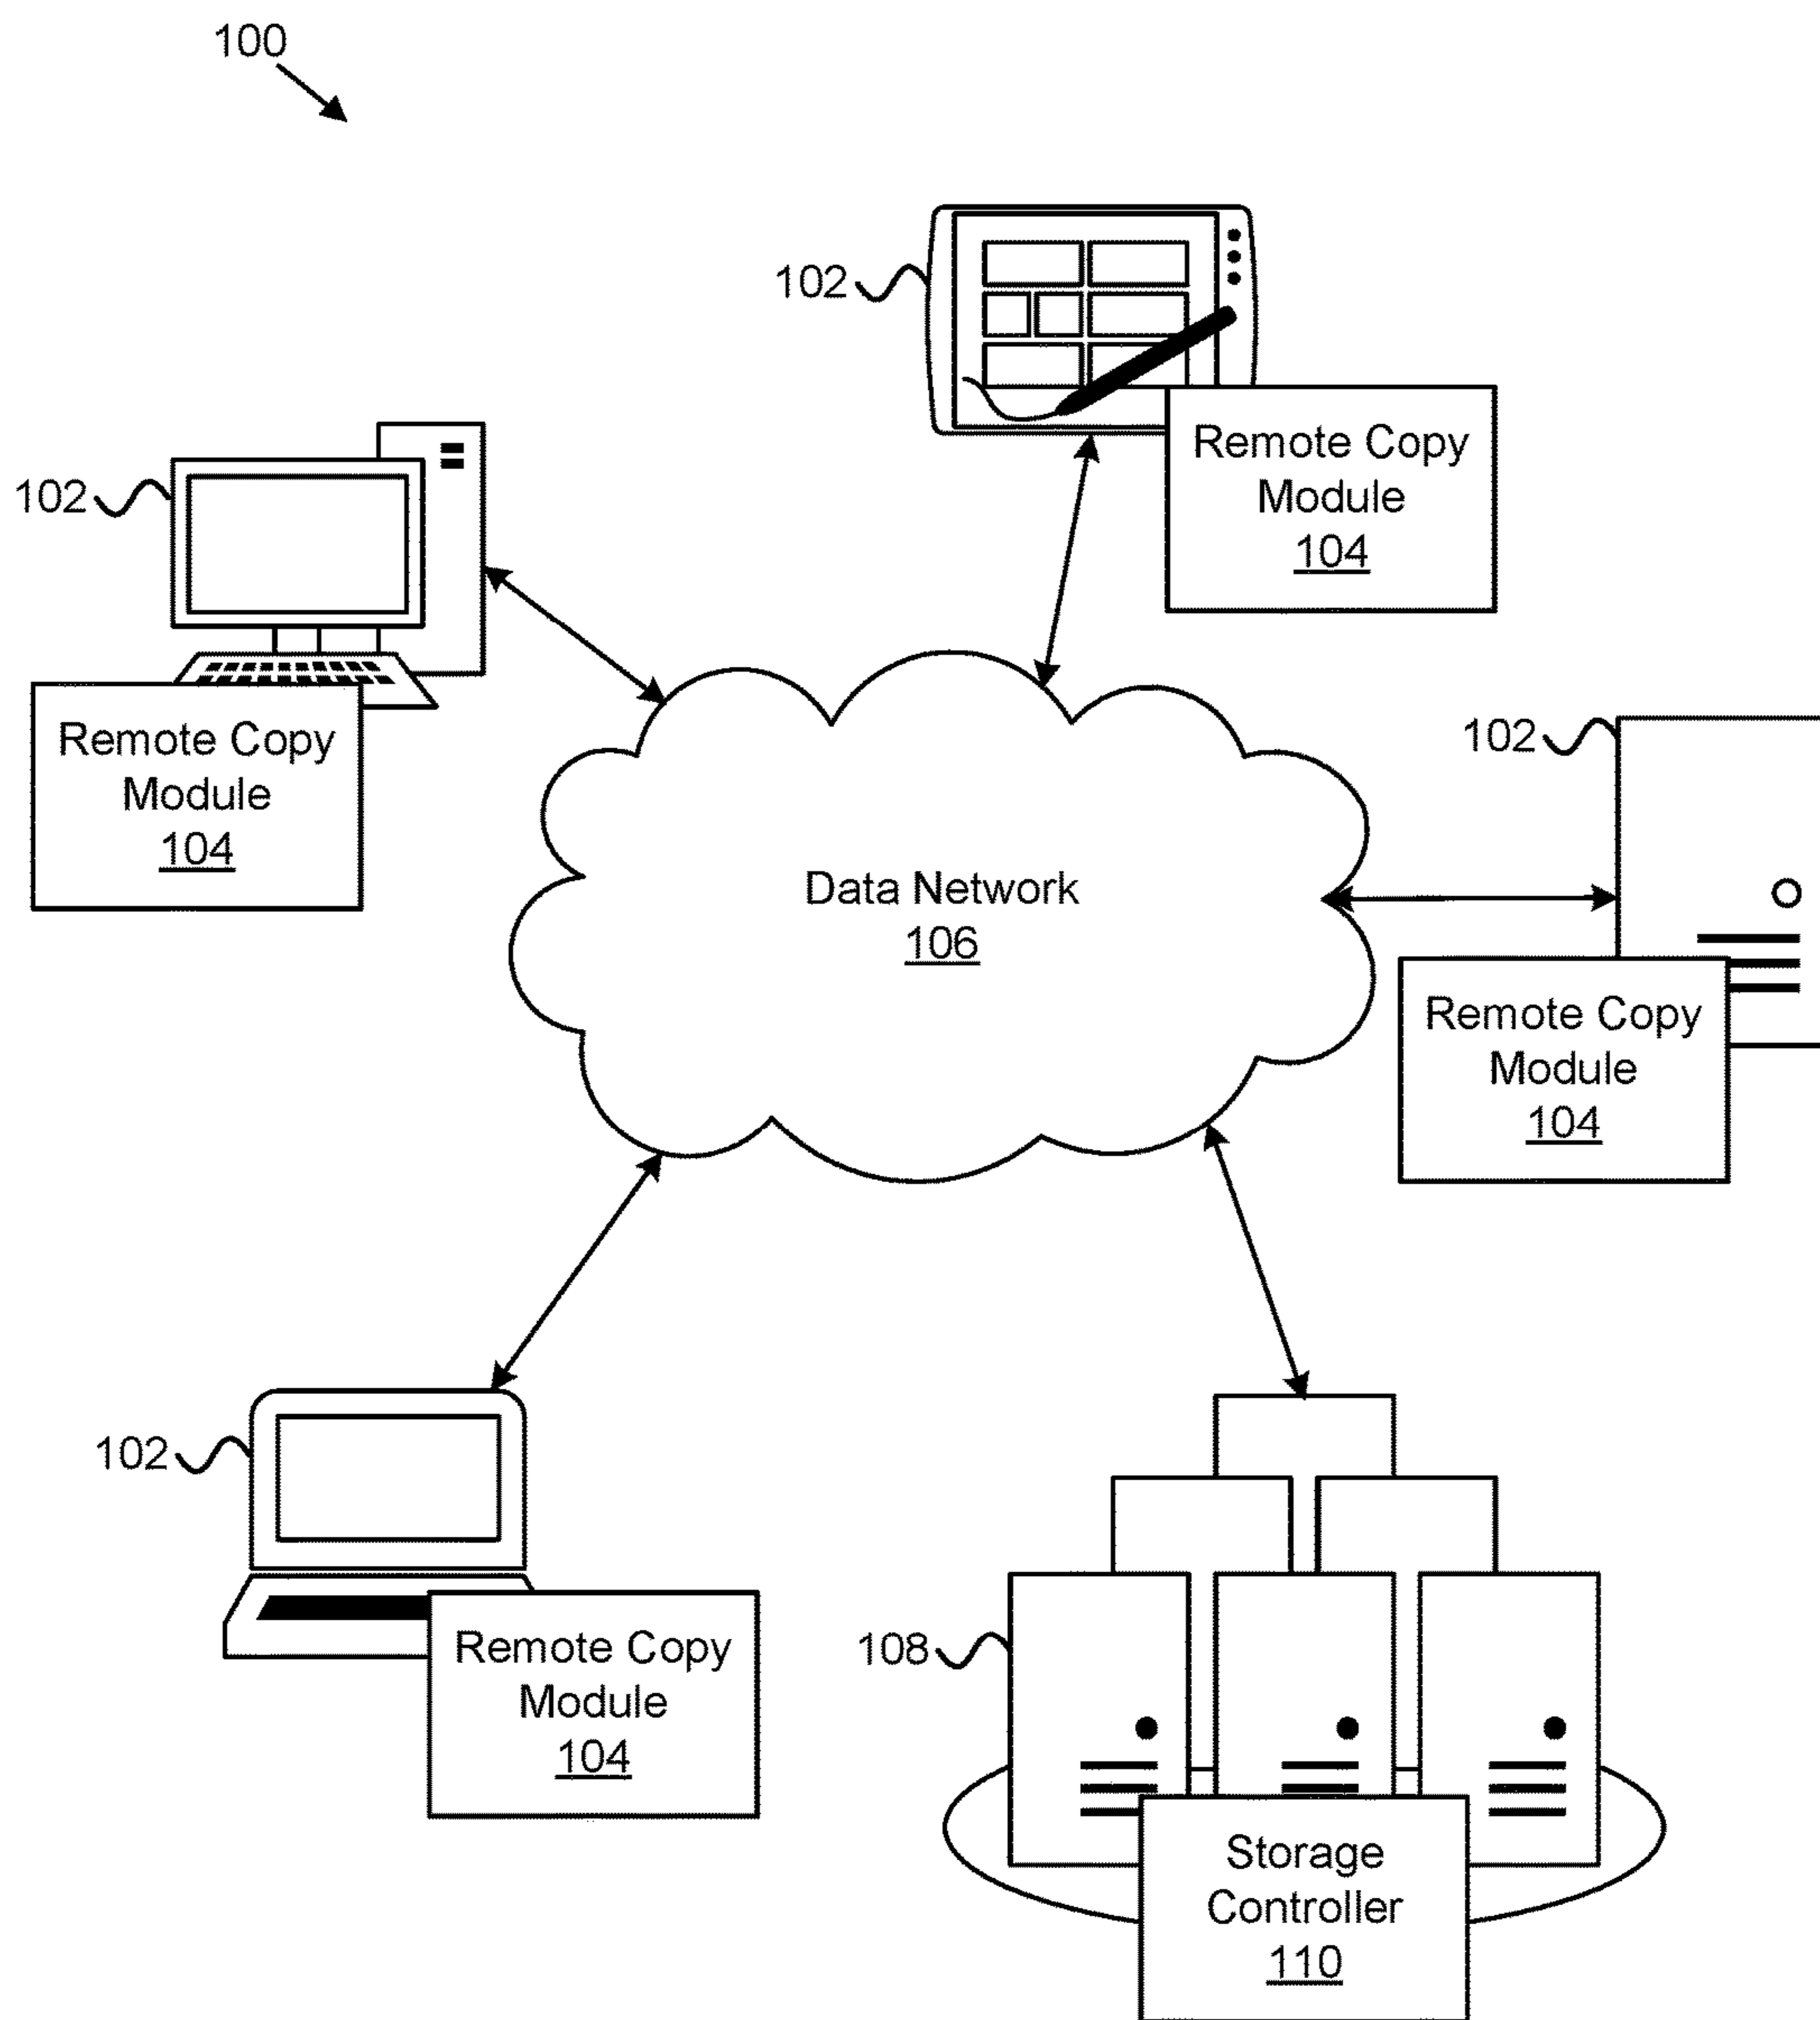 100
102
Remote Copy
Module
104
102
Remote Copy
Module
104
102
Remote Copy
Module
104
Data Network
106
102
Remote Copy
Module
104
108
Storage
Controller
110